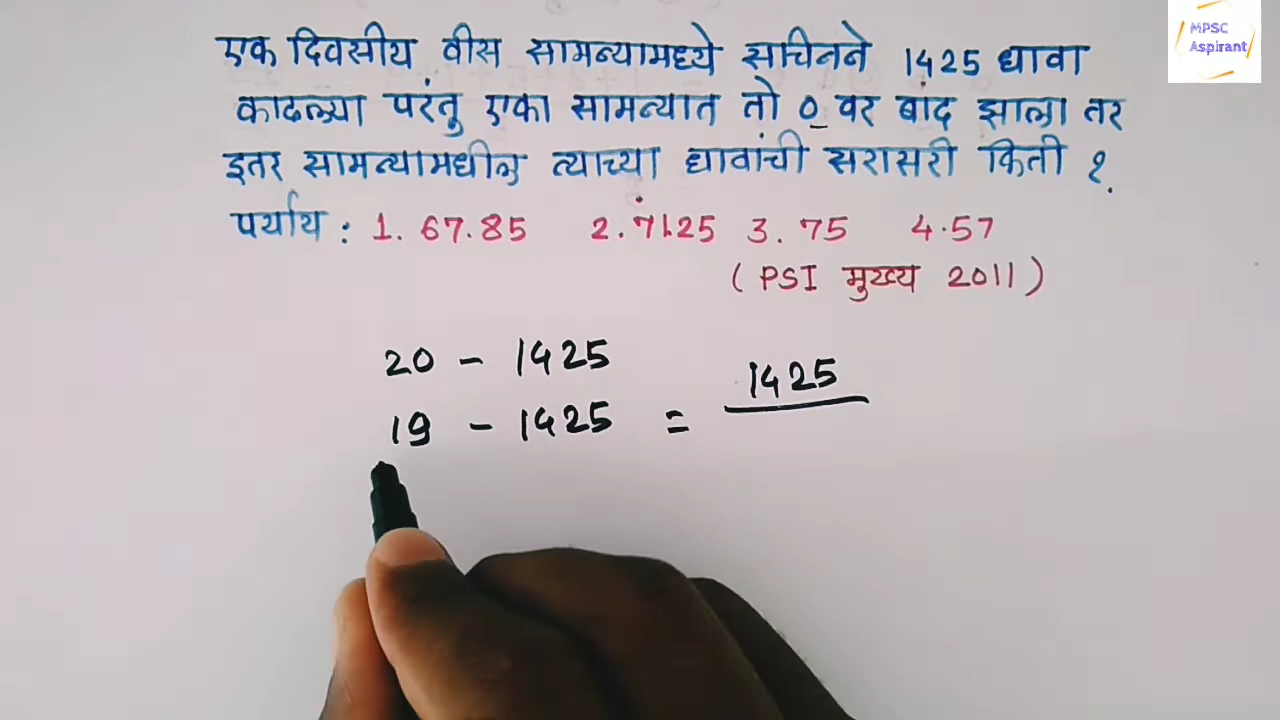 MPSC
Aspirant
एक दिवसीय वीस सामन्यामध्ये सचिनने 1425 धावा
काढल्या परंतु एका सामन्यात तो 0 वर बाद झाला तर
इतर सामन्यामधील त्याच्या धावांची सरासरी किती ?
पर्याय : 1. 67.85 2. 71.25 3. 75 4.57
( PSI मुख्य 2011 )
20 - 1425
19 - 1425 = 1425